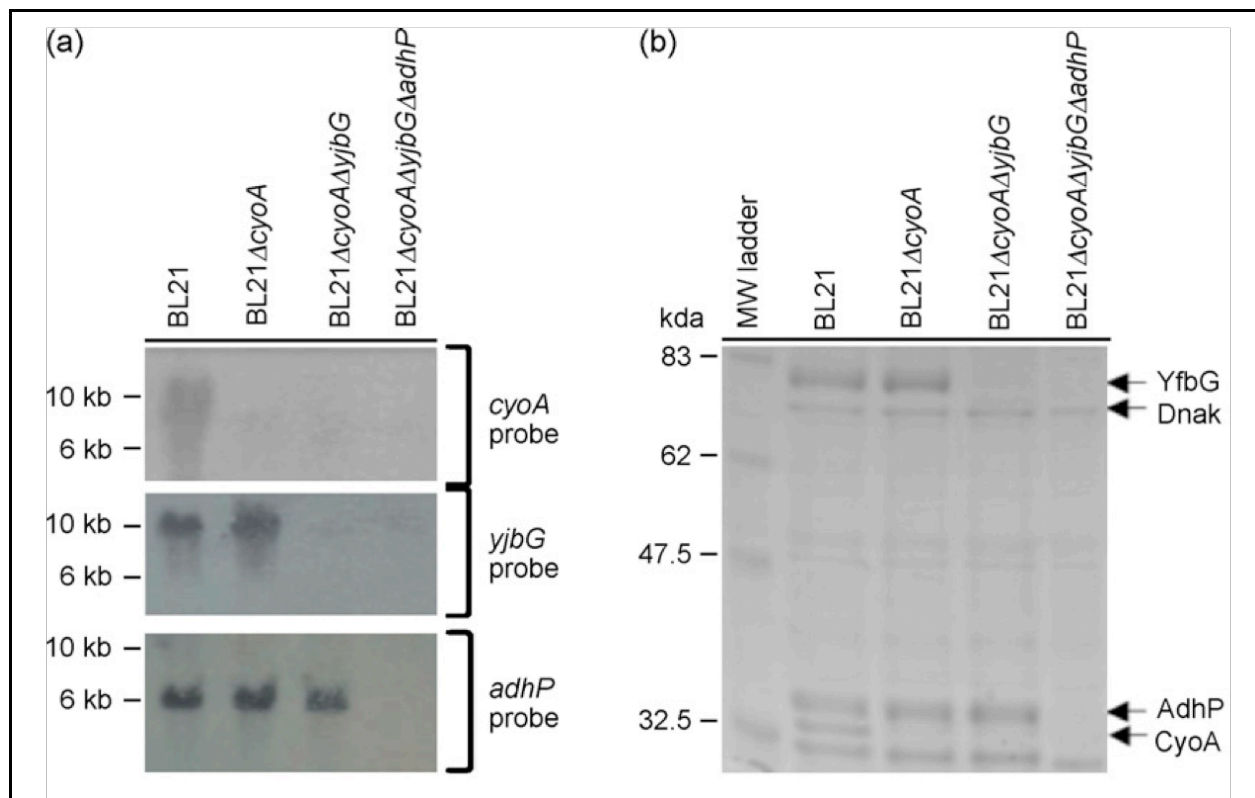 (a)
BL21
BL21ΔcyoA
BL21ΔcyoAΔyjbG
BL21ΔcyoAΔyjbGΔadhP
10 kb
6 kb
cyoA
probe
10 kb
6 kb
yjbG
probe
10 kb
6 kb
adhP
probe
(b)
kda
MW ladder
BL21
BL21ΔcyoA
BL21ΔcyoAΔyjbG
BL21ΔcyoAΔyjbGΔadhP
83
62
47.5
32.5
YfbG
Dnak
AdhP
CyoA